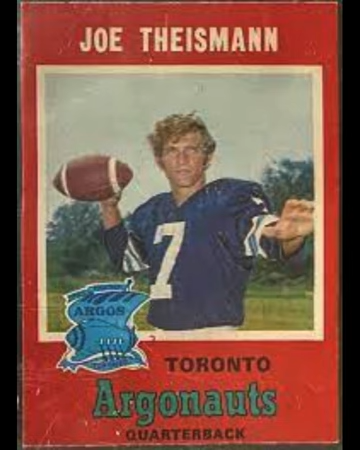 JOE THEISMANN
7
ARGOS
TORONTO
Argonauts
QUARTERBACK